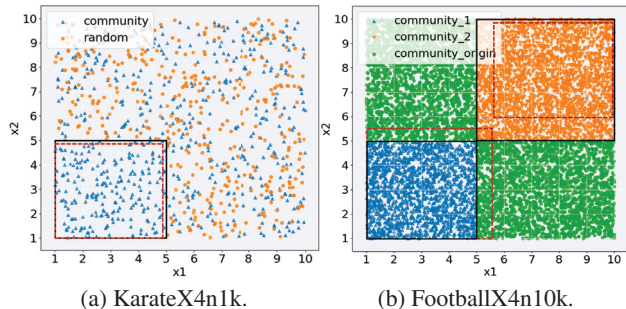 community
random
10
9
8
7
6
5
4
3
2
1
x2
1 2 3 4 5 6 7 8 9 10
x1
(a) KarateX4n1k.
community_1
community_2
community_origin
10
9
8
7
6
5
4
3
2
1
x2
1 2 3 4 5 6 7 8 9 10
x1
(b) FootballX4n10k.